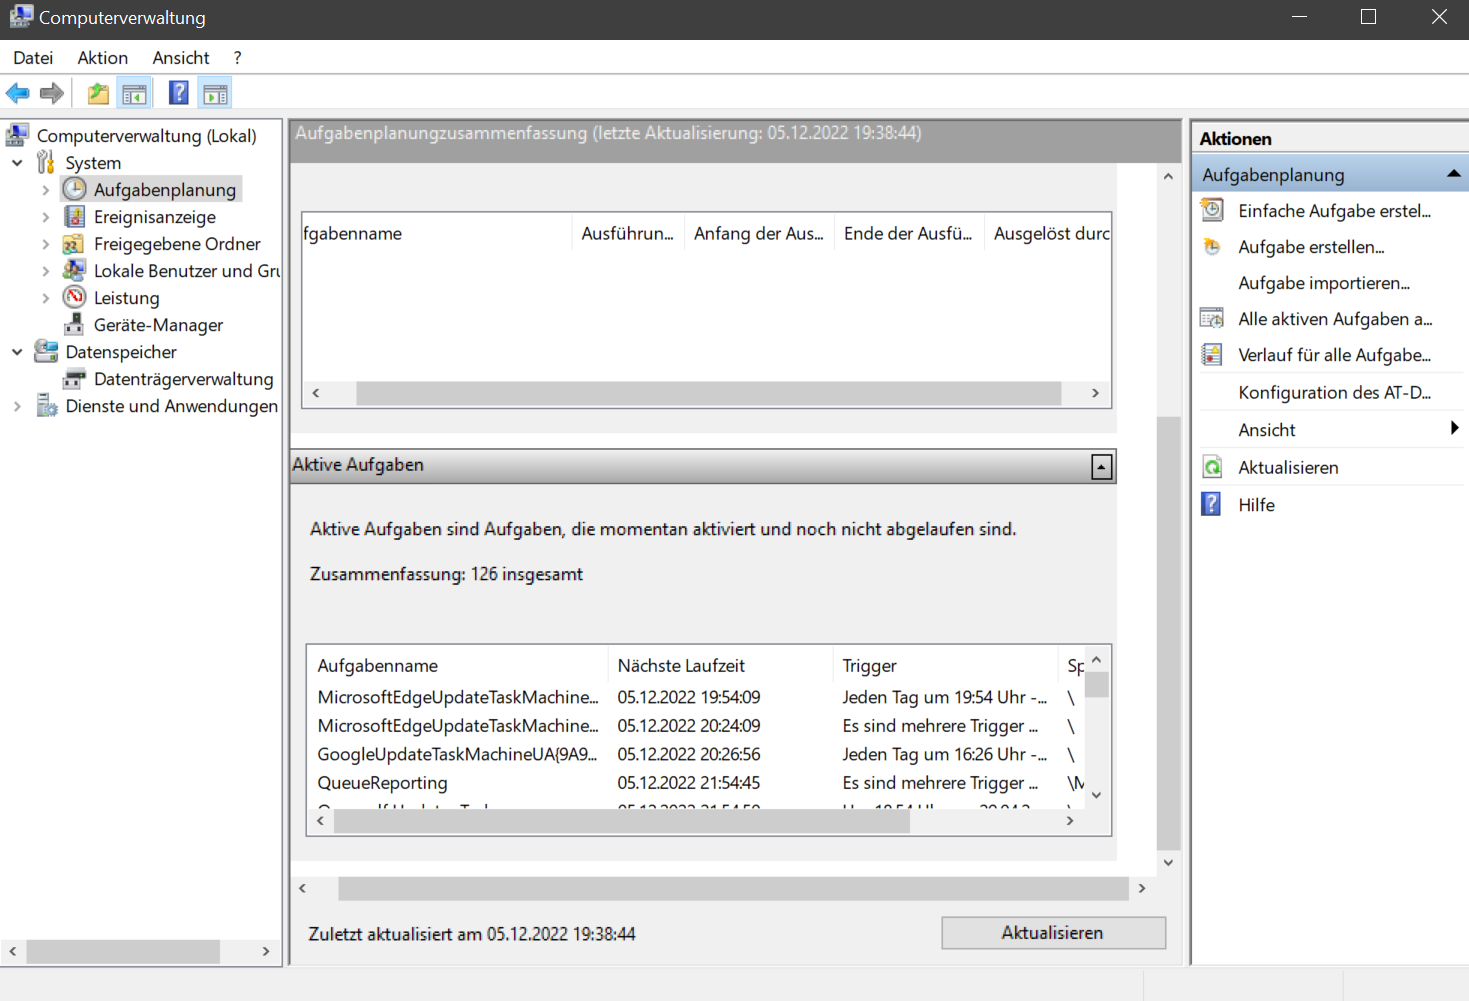 Computerverwaltung
Datei Aktion Ansicht ?
Computerverwaltung (Lokal)
System
Aufgabenplanung
Ereignisanzeige
Freigegebene Ordner
Lokale Benutzer und Gru
Leistung
Geräte-Manager
Datenspeicher
Datenträgerverwaltung
Dienste und Anwendungen
Aufgabenplanungzusammenfassung (letzte Aktualisierung: 05.12.2022 19:38:44)
fgabenname Ausführun... Anfang der Aus... Ende der Ausfü... Ausgelöst durc
Aktive Aufgaben
Aktive Aufgaben sind Aufgaben, die momentan aktiviert und noch nicht abgelaufen sind.
Zusammenfassung: 126 insgesamt
Aufgabenname Nächste Laufzeit Trigger Sp
MicrosoftEdgeUpdateTaskMachine... 05.12.2022 19:54:09 Jeden Tag um 19:54 Uhr -... \
MicrosoftEdgeUpdateTaskMachine... 05.12.2022 20:24:09 Es sind mehrere Trigger ... \
GoogleUpdateTaskMachineUA{9A9... 05.12.2022 20:26:56 Jeden Tag um 16:26 Uhr -... \
QueueReporting 05.12.2022 21:54:45 Es sind mehrere Trigger ... \M
Zuletzt aktualisiert am 05.12.2022 19:38:44
Aktualisieren
Aktionen
Aufgabenplanung
Einfache Aufgabe erstel...
Aufgabe erstellen...
Aufgabe importieren...
Alle aktiven Aufgaben a...
Verlauf für alle Aufgabe...
Konfiguration des AT-D...
Ansicht
Aktualisieren
Hilfe